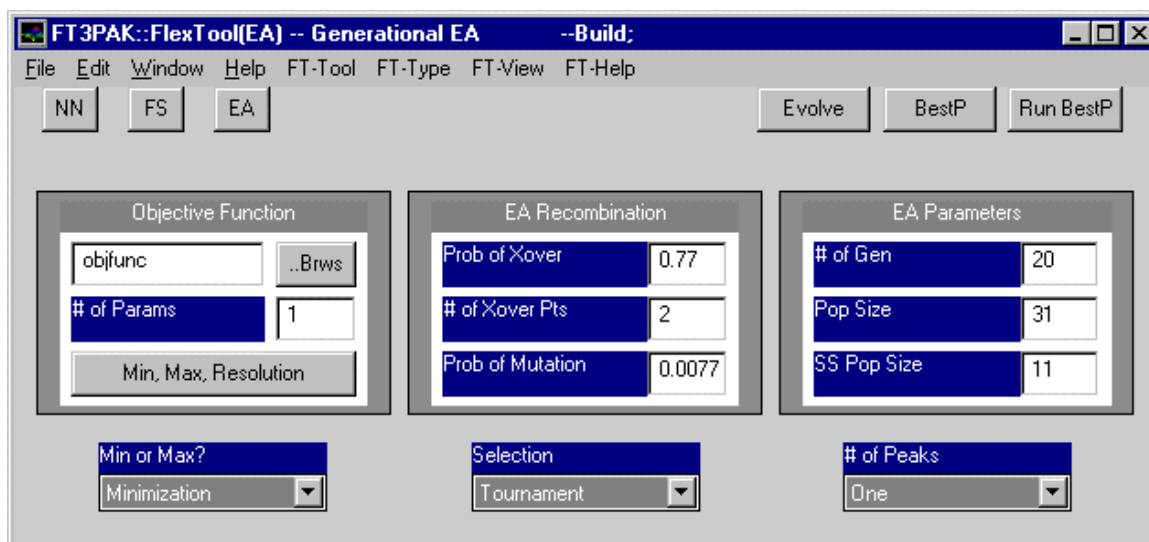 FT3PAK::FlexTool(EA) -- Generational EA --Build;
File Edit Window Help FT-Tool FT-Type FT-View FT-Help
NN FS EA Evolve BestP Run BestP
Objective Function
objfunc ..Brws
# of Params 1
Min, Max, Resolution
EA Recombination
Prob of Xover 0.77
# of Xover Pts 2
Prob of Mutation 0.0077
EA Parameters
# of Gen 20
Pop Size 31
SS Pop Size 11
Min or Max?
Minimization
Selection
Tournament
# of Peaks
One